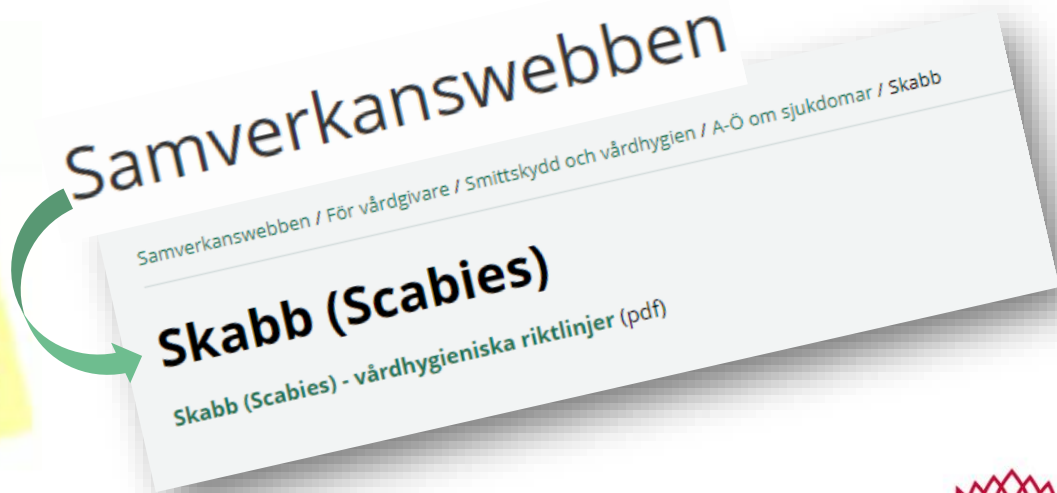 Samverkanswebben
Samverkanswebben / För vårdgivare / Smittskydd och vårdhygien / A-Ö om sjukdomar / Skabb
Skabb (Scabies)
Skabb (Scabies) - vårdhygieniska riktlinjer (pdf)